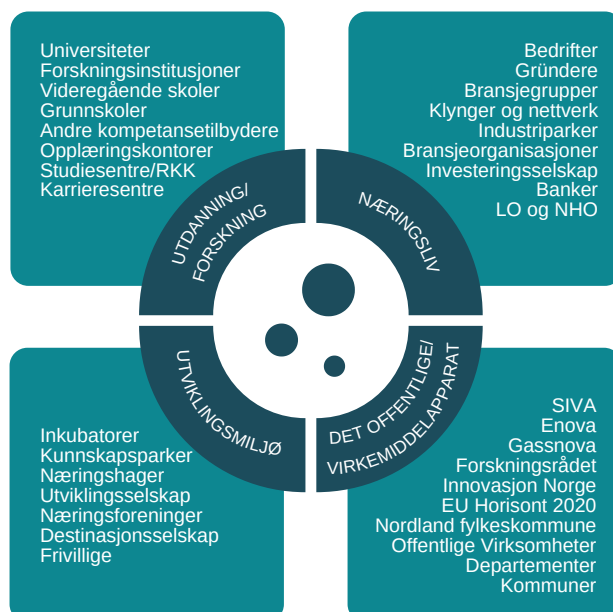 Universiteter
Forskningsinstitusjoner
Videregående skoler
Grunnskoler
Andre kompetansetilbydere
Opplæringskontorer
Studiesentre/RKK
Karrieresentre
Bedrifter
Gründere
Bransjegrupper
Klynger og nettverk
Industriparker
Bransjeorganisasjoner
Investeringsselskap
Banker
LO og NHO
UTDANNING/
FORSKNING
NÆRINGSLIV
UTVIKLINGSMILJØ
DET OFFENTLIGE/
VIRKEMIDDELAPPARAT
Inkubatorer
Kunnskapsparker
Næringshager
Utviklingsselskap
Næringsforeninger
Destinasjonsselskap
Frivillige
SIVA
Enova
Gassnova
Forskningsrådet
Innovasjon Norge
EU Horisont 2020
Nordland fylkeskommune
Offentlige Virksomheter
Departementer
Kommuner